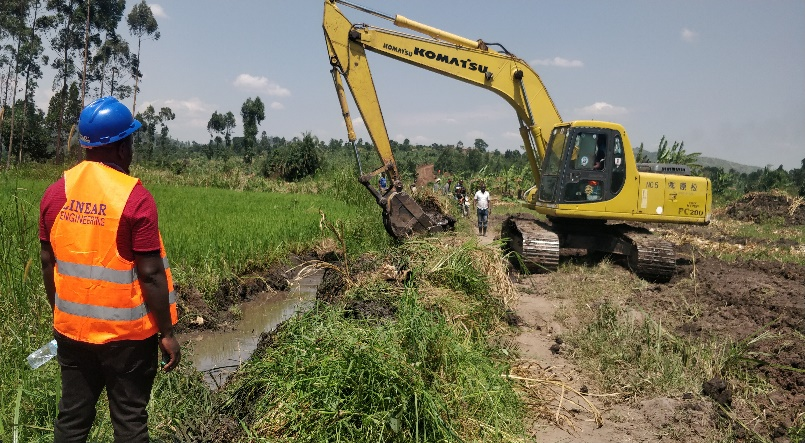 KOMATSU
KOMATSU
LINEAR
ENGINEERING
PC200